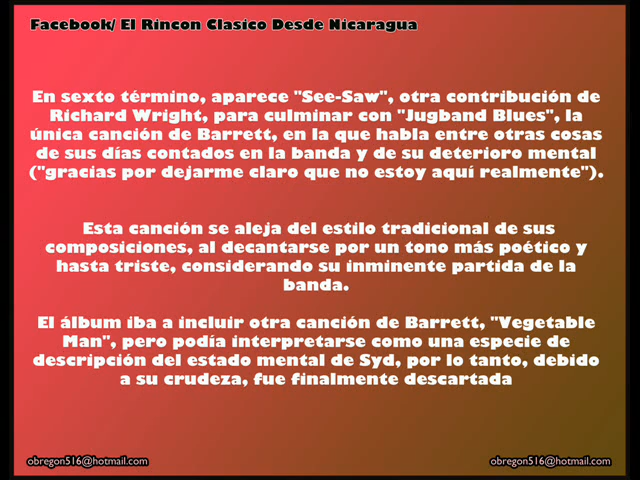 Facebook/ El Rincon Clasico Desde Nicaragua
En sexto término, aparece "See-Saw", otra contribución de
Richard Wright, para culminar con "Jugband Blues", la
única canción de Barrett, en la que habla entre otras cosas
de sus días contados en la banda y de su deterioro mental
("gracias por dejarme claro que no estoy aquí realmente").
Esta canción se aleja del estilo tradicional de sus
composiciones, al decantarse por un tono más poético y
hasta triste, considerando su inminente partida de la
banda.
El álbum iba a incluir otra canción de Barrett, "Vegetable
Man", pero podía interpretarse como una especie de
descripción del estado mental de Syd, por lo tanto, debido
a su crudeza, fue finalmente descartada
obregon516@hotmail.com
obregon516@hotmail.com